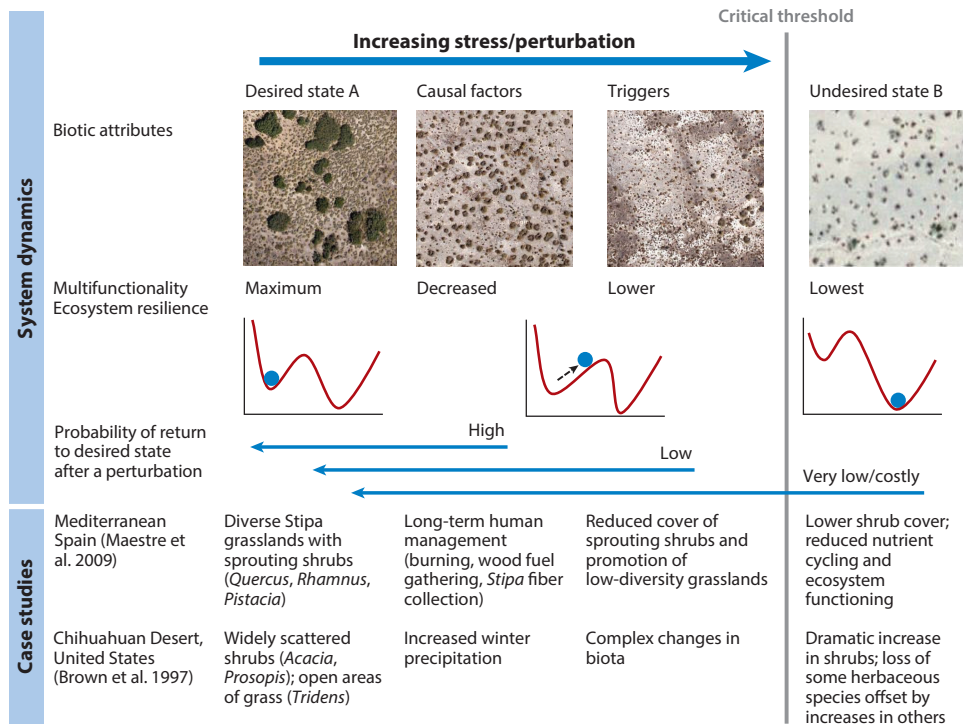 Critical threshold
Increasing stress/perturbation
Desired state A
Causal factors
Triggers
Undesired state B
System dynamics
Biotic attributes
Multifunctionality
Ecosystem resilience
Maximum
Decreased
Lower
Lowest
Probability of return
to desired state
after a perturbation
High
Low
Very low/costly
Case studies
Mediterranean
Spain (Maestre
et al. 2009)
Diverse Stipa
grasslands with
sprouting shrubs
(Quercus, Rhamnus,
Pistacia)
Long-term human
management
(burning, wood fuel
gathering, Stipa fiber
collection)
Reduced cover of
sprouting shrubs and
promotion of
low-diversity grasslands
Lower shrub cover;
reduced nutrient
cycling and
ecosystem
functioning
Chihuahuan Desert,
United States
(Brown et al. 1997)
Widely scattered
shrubs (Acacia,
Prosopis); open
areas of grass (Tridens)
Increased winter
precipitation
Complex changes in
biota
Dramatic increase
in shrubs; loss of
some herbaceous
species offset by
increases in others